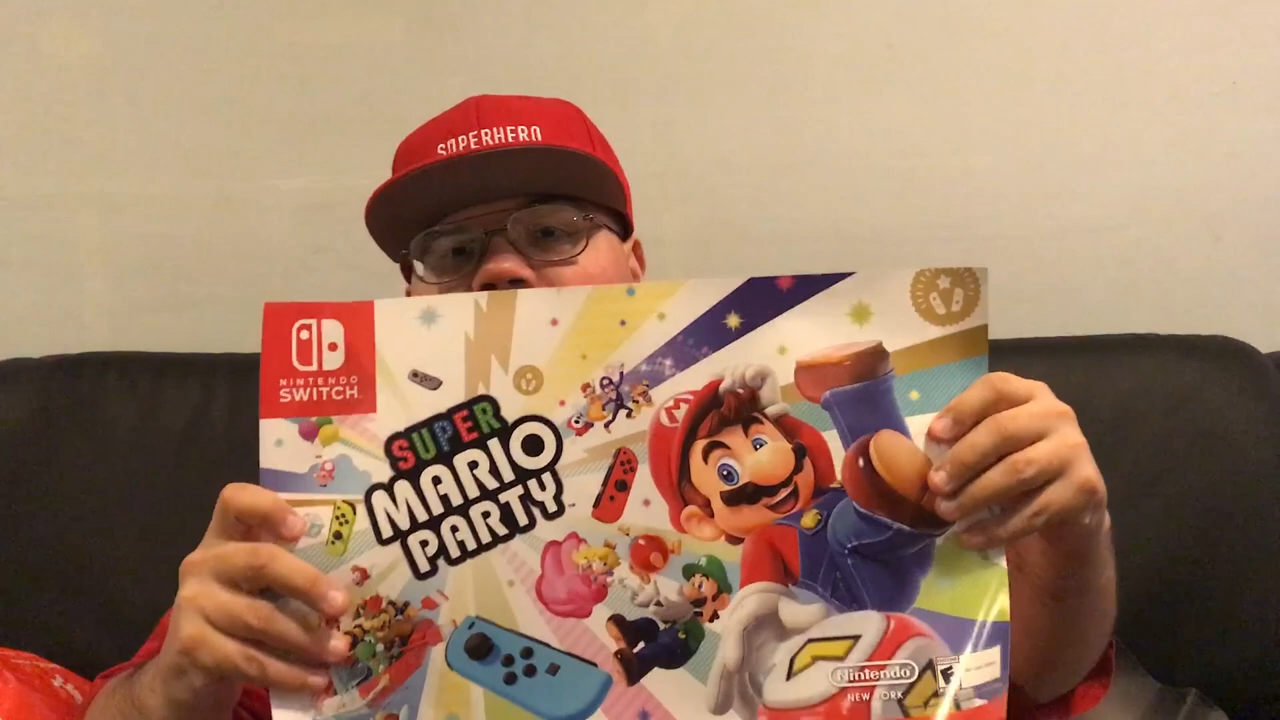 SUPERHERO
NINTENDO
SWITCH
SUPER
MARIO
PARTY
M
Nintendo
NEW YORK
E